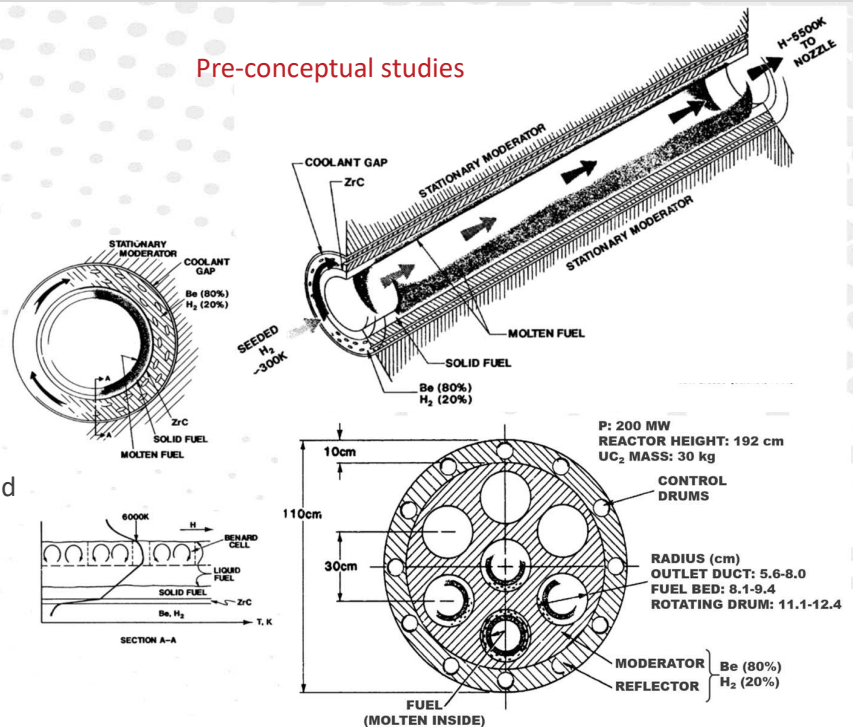 Pre-conceptual studies
H~5500K
TO
NOZZLE
STATIONARY MODERATOR
COOLANT GAP
ZrC
STATIONARY MODERATOR
MOLTEN FUEL
SOLID FUEL
SEEDED
H₂
~300K
Be (80%)
H₂ (20%)
STATIONARY
MODERATOR
COOLANT
GAP
Be (80%)
H₂ (20%)
A
A
ZrC
SOLID FUEL
MOLTEN FUEL
d
6000K
H
BENARD
CELL
LIQUID
FUEL
SOLID FUEL
ZrC
Be, H₂
T, K
SECTION A–A
P: 200 MW
REACTOR HEIGHT: 192 cm
UC₂ MASS: 30 kg
10cm
110cm
30cm
CONTROL
DRUMS
RADIUS (cm)
OUTLET DUCT: 5.6-8.0
FUEL BED: 8.1-9.4
ROTATING DRUM: 11.1-12.4
MODERATOR
REFLECTOR
Be (80%)
H₂ (20%)
FUEL
(MOLTEN INSIDE)